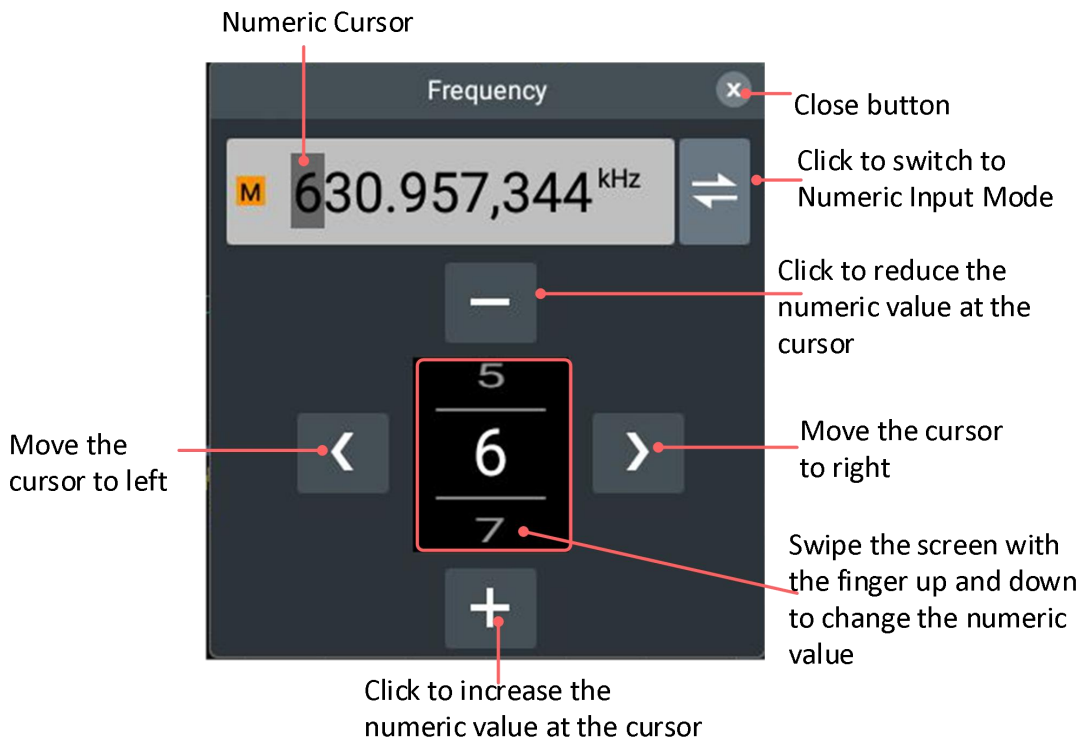 Numeric Cursor
Frequency
x
Close button
M 630.957,344 kHz
Click to switch to
Numeric Input Mode
Click to reduce the
numeric value at the
cursor
5
6
7
Move the
cursor to left
Move the cursor
to right
Swipe the screen with
the finger up and down
to change the numeric
value
Click to increase the
numeric value at the cursor